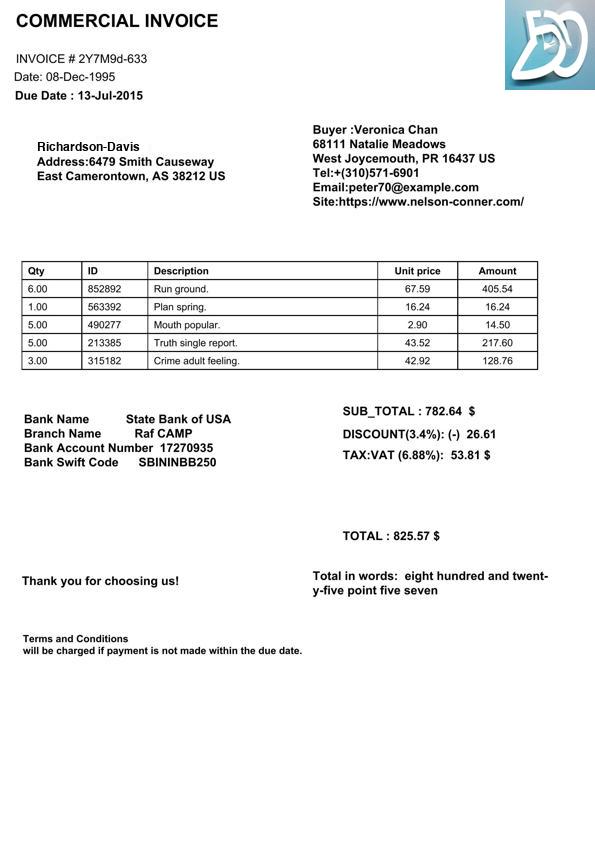 COMMERCIAL INVOICE
INVOICE # 2Y7M9d-633
Date: 08-Dec-1995
Due Date : 13-Jul-2015
Richardson-Davis
Address:6479 Smith Causeway
East Camerontown, AS 38212 US
Buyer :Veronica Chan
68111 Natalie Meadows
West Joycemouth, PR 16437 US
Tel:+(310)571-6901
Email:peter70@example.com
Site:https://www.nelson-conner.com/
Qty ID Description Unit price Amount
6.00 852892 Run ground. 67.59 405.54
1.00 563392 Plan spring. 16.24 16.24
5.00 490277 Mouth popular. 2.90 14.50
5.00 213385 Truth single report. 43.52 217.60
3.00 315182 Crime adult feeling. 42.92 128.76
Bank Name State Bank of USA
Branch Name Raf CAMP
Bank Account Number 17270935
Bank Swift Code SBININBB250
SUB_TOTAL : 782.64 $
DISCOUNT(3.4%): (-) 26.61
TAX:VAT (6.88%): 53.81 $
TOTAL : 825.57 $
Thank you for choosing us!
Total in words: eight hundred and twent-
y-five point five seven
Terms and Conditions
will be charged if payment is not made within the due date.